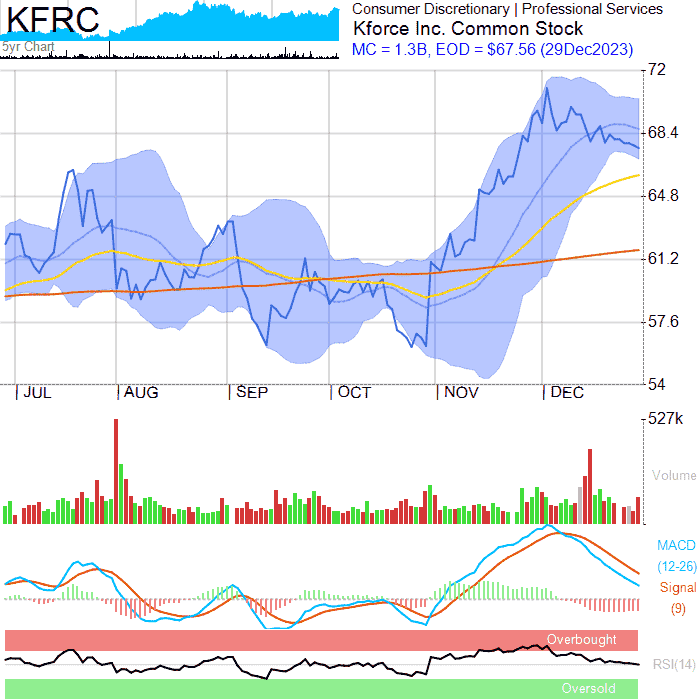 KFRC
5yr Chart
Consumer Discretionary | Professional Services
Kforce Inc. Common Stock
MC = 1.3B, EOD = $67.56 (29Dec2023)
72
68.4
64.8
61.2
57.6
54
JUL AUG SEP OCT NOV DEC
527k
Volume
MACD
(12-26)
Signal
(9)
Overbought
RSI(14)
Oversold